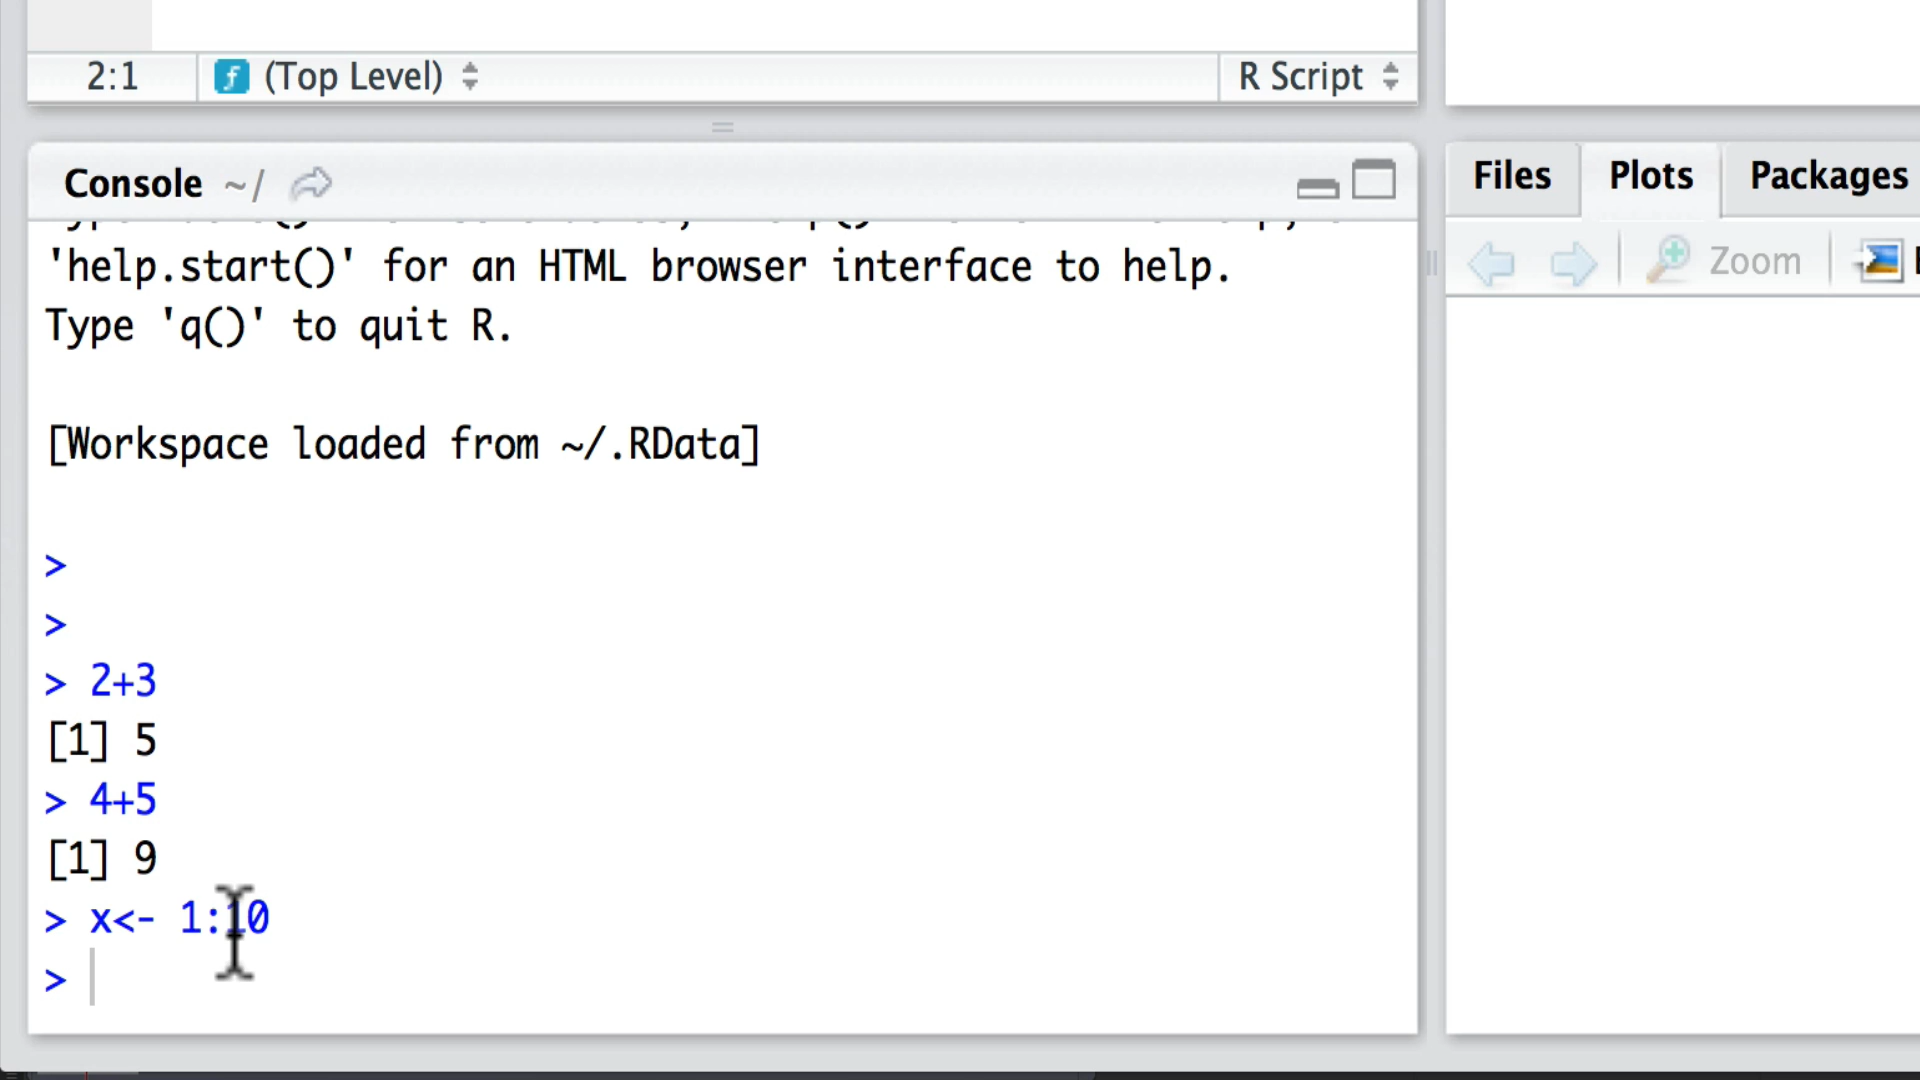 2:1 (Top Level) R Script
Console ~/
'help.start()' for an HTML browser interface to help.
Type 'q()' to quit R.
[Workspace loaded from ~/.RData]
>
>
> 2+3
[1] 5
> 4+5
[1] 9
> x<- 1:10
>
Files Plots Packages
Zoom